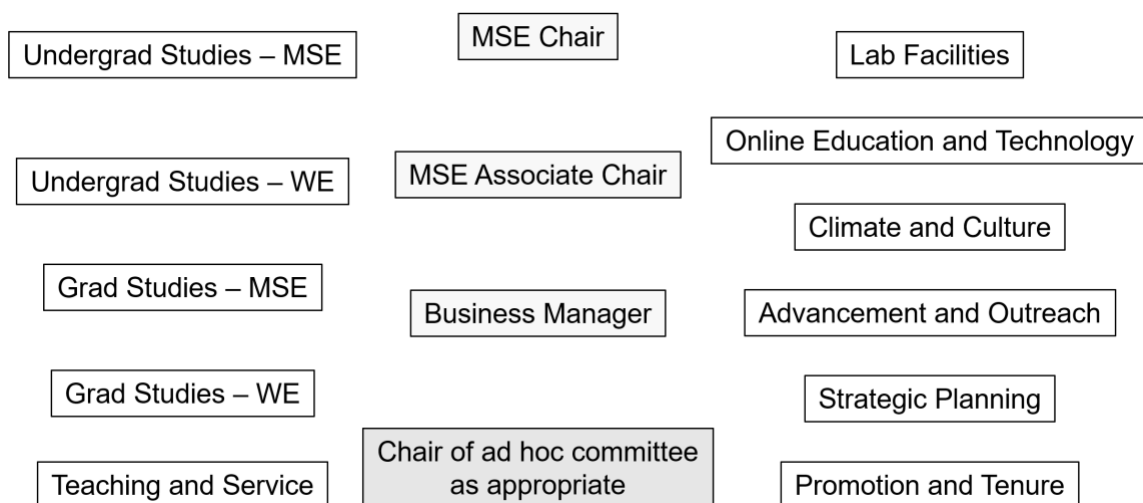 Undergrad Studies – MSE
Undergrad Studies – WE
Grad Studies – MSE
Grad Studies – WE
Teaching and Service
MSE Chair
MSE Associate Chair
Business Manager
Chair of ad hoc committee
as appropriate
Lab Facilities
Online Education and Technology
Climate and Culture
Advancement and Outreach
Strategic Planning
Promotion and Tenure